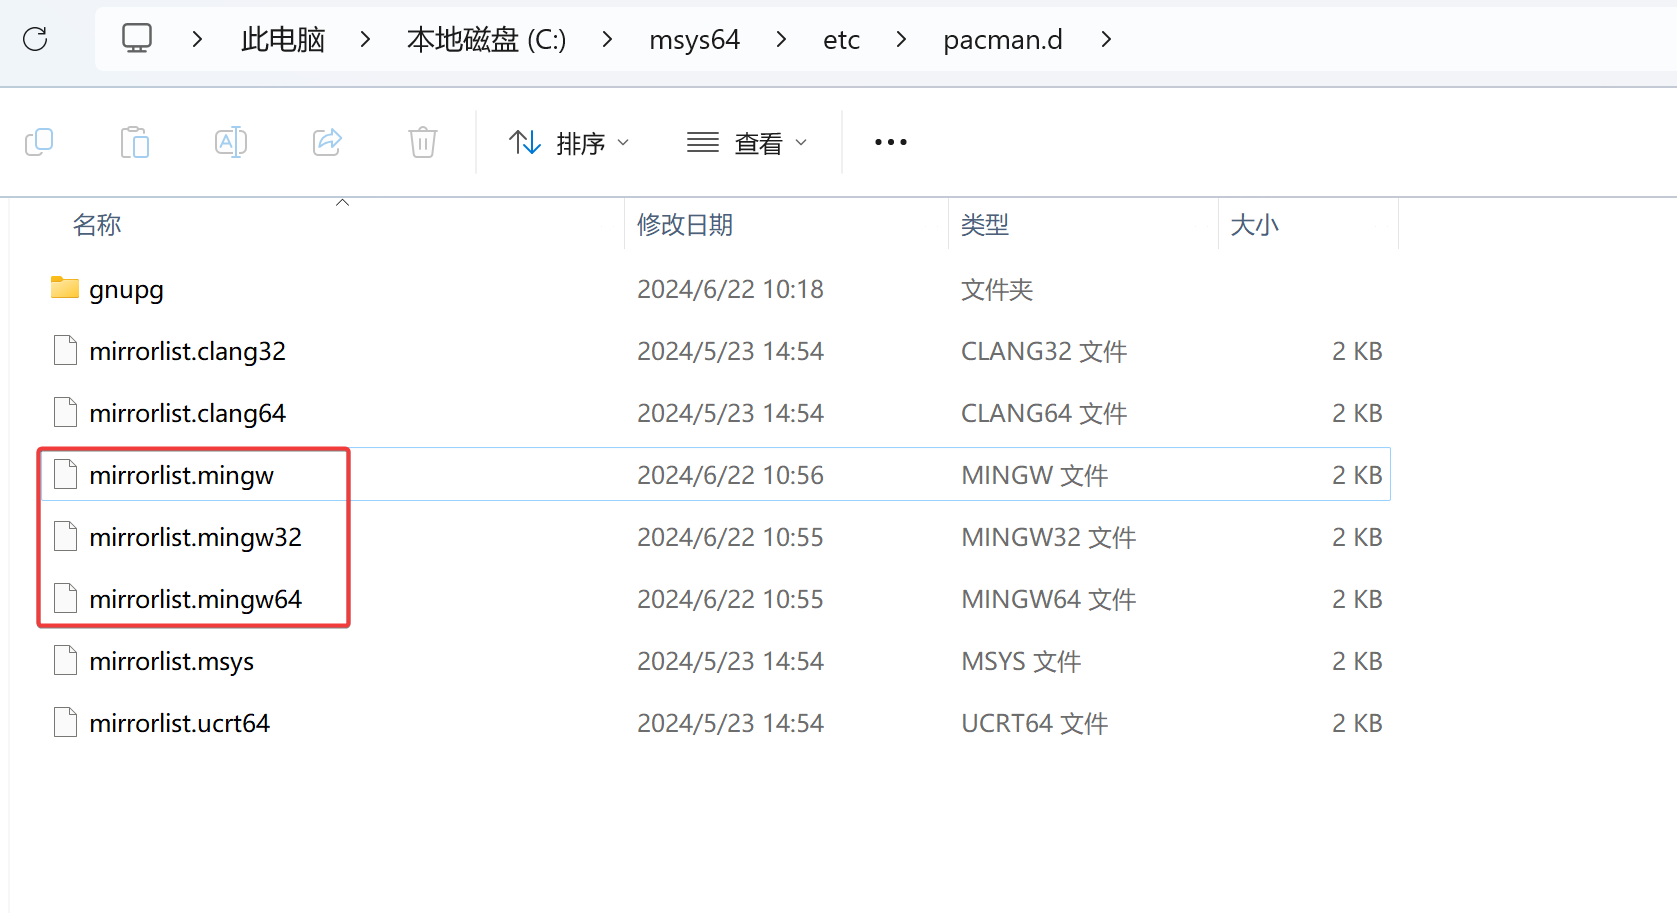 此电脑 本地磁盘 (C:) msys64 etc pacman.d
排序 查看
名称 修改日期 类型 大小
gnupg 2024/6/22 10:18 文件夹
mirrorlist.clang32 2024/5/23 14:54 CLANG32 文件 2 KB
mirrorlist.clang64 2024/5/23 14:54 CLANG64 文件 2 KB
mirrorlist.mingw 2024/6/22 10:56 MINGW 文件 2 KB
mirrorlist.mingw32 2024/6/22 10:55 MINGW32 文件 2 KB
mirrorlist.mingw64 2024/6/22 10:55 MINGW64 文件 2 KB
mirrorlist.msys 2024/5/23 14:54 MSYS 文件 2 KB
mirrorlist.ucrt64 2024/5/23 14:54 UCRT64 文件 2 KB